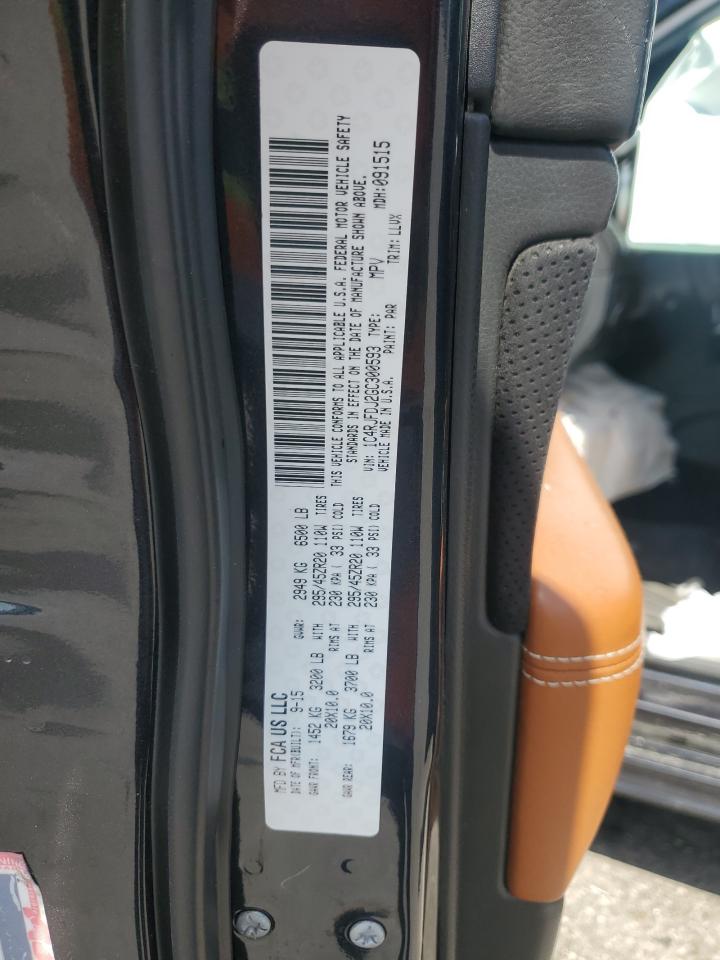 MFD BY FCA US LLC
DATE OF MFR(BUILT): 9-15 GVWR: 2949 KG 6500 LB
GAWR FRONT: 1452 KG 3200 LB WITH 295/45ZR20 110W TIRES
20X10.0 RIMS AT 230 KPA ( 33 PSI) COLD
GAWR REAR: 1679 KG 3700 LB WITH 295/45ZR20 110W TIRES
20X10.0 RIMS AT 230 KPA ( 33 PSI) COLD
THIS VEHICLE CONFORMS TO ALL APPLICABLE U.S.A. FEDERAL MOTOR VEHICLE SAFETY
STANDARDS IN EFFECT ON THE DATE OF MANUFACTURE SHOWN ABOVE.
VIN: 1C4RJFDJ2GC300593 TYPE: MPV MDH:091515
VEHICLE MADE IN U.S.A. PAINT: PAR TRIM: LLVX